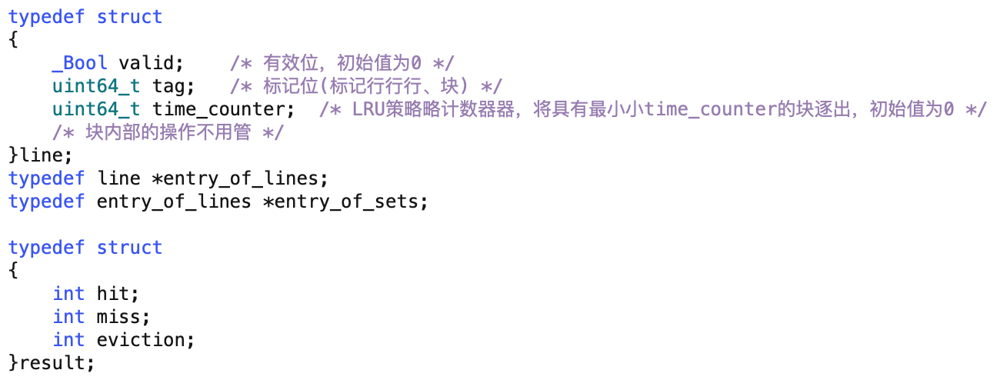 typedef struct
{
    _Bool valid;    /* 有效位，初始值为0 */
    uint64_t tag;   /* 标记位(标记行行行、块) */
    uint64_t time_counter;  /* LRU策略略计数器器，将具有最小小time_counter的块逐出，初始值为0 */
    /* 块内部的操作不用管 */
}line;
typedef line *entry_of_lines;
typedef entry_of_lines *entry_of_sets;

typedef struct
{
    int hit;
    int miss;
    int eviction;
}result;